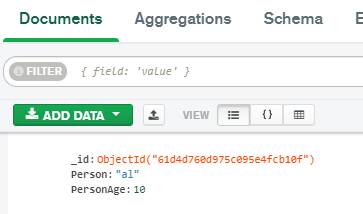 Documents Aggregations Schema
FILTER { field: 'value' }
ADD DATA VIEW {}
_id: ObjectId("61d4d760d975c095e4fcb10f")
Person: "al"
PersonAge: 10